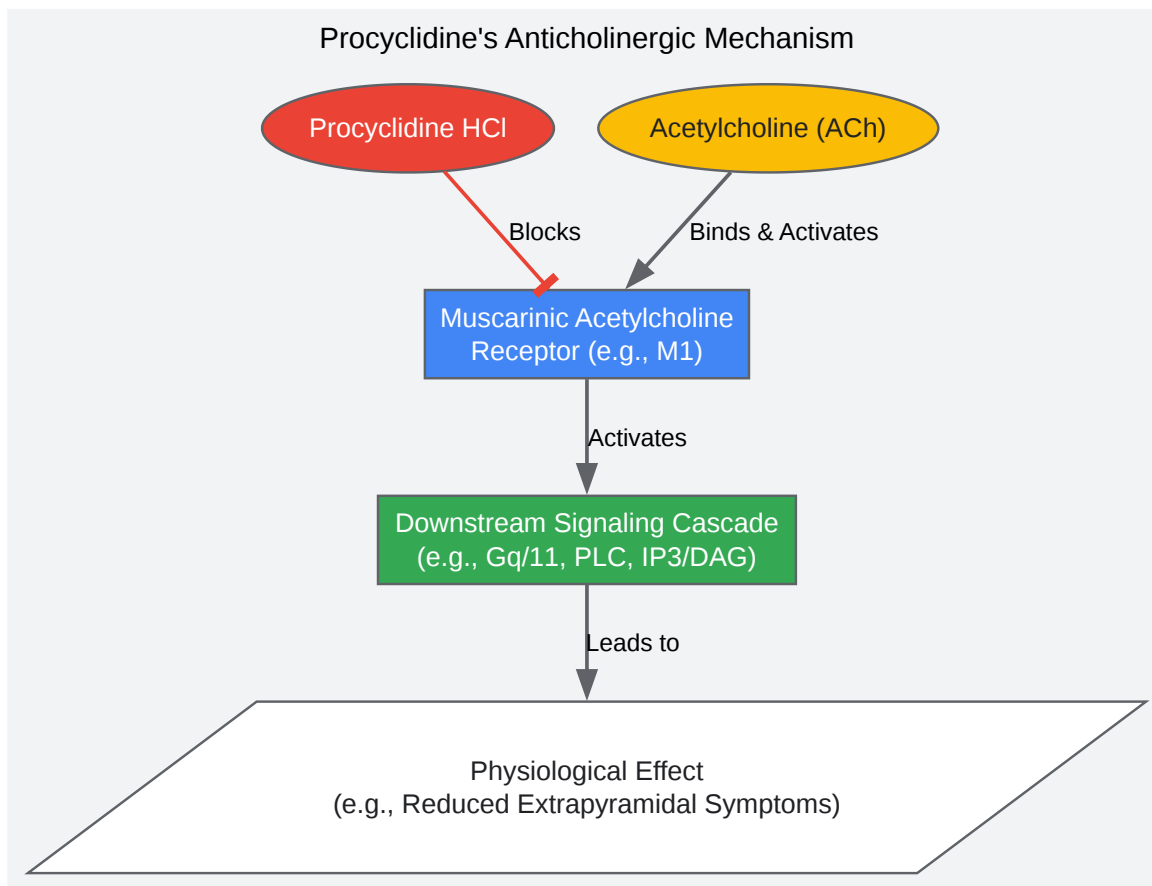 Procyclidine's Anticholinergic Mechanism
Procyclidine HCl
Acetylcholine (ACh)
Blocks
Binds & Activates
Muscarinic Acetylcholine
Receptor (e.g., M1)
Activates
Downstream Signaling Cascade
(e.g., Gq/11, PLC, IP3/DAG)
Leads to
Physiological Effect
(e.g., Reduced Extrapyramidal Symptoms)